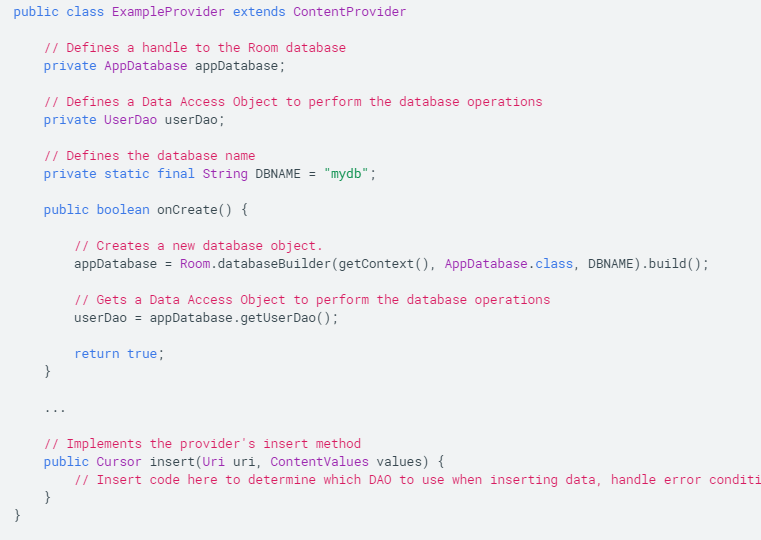 public class ExampleProvider extends ContentProvider
// Defines a handle to the Room database
private AppDatabase appDatabase;
// Defines a Data Access Object to perform the database operations
private UserDao userDao;
// Defines the database name
private static final String DBNAME = "mydb";
public boolean onCreate() {
// Creates a new database object.
appDatabase = Room.databaseBuilder(getContext(), AppDatabase.class, DBNAME).build();
// Gets a Data Access Object to perform the database operations
userDao = appDatabase.getUserDao();
return true;
}
...
// Implements the provider's insert method
public Cursor insert(Uri uri, ContentValues values) {
// Insert code here to determine which DAO to use when inserting data, handle error conditi
}
}